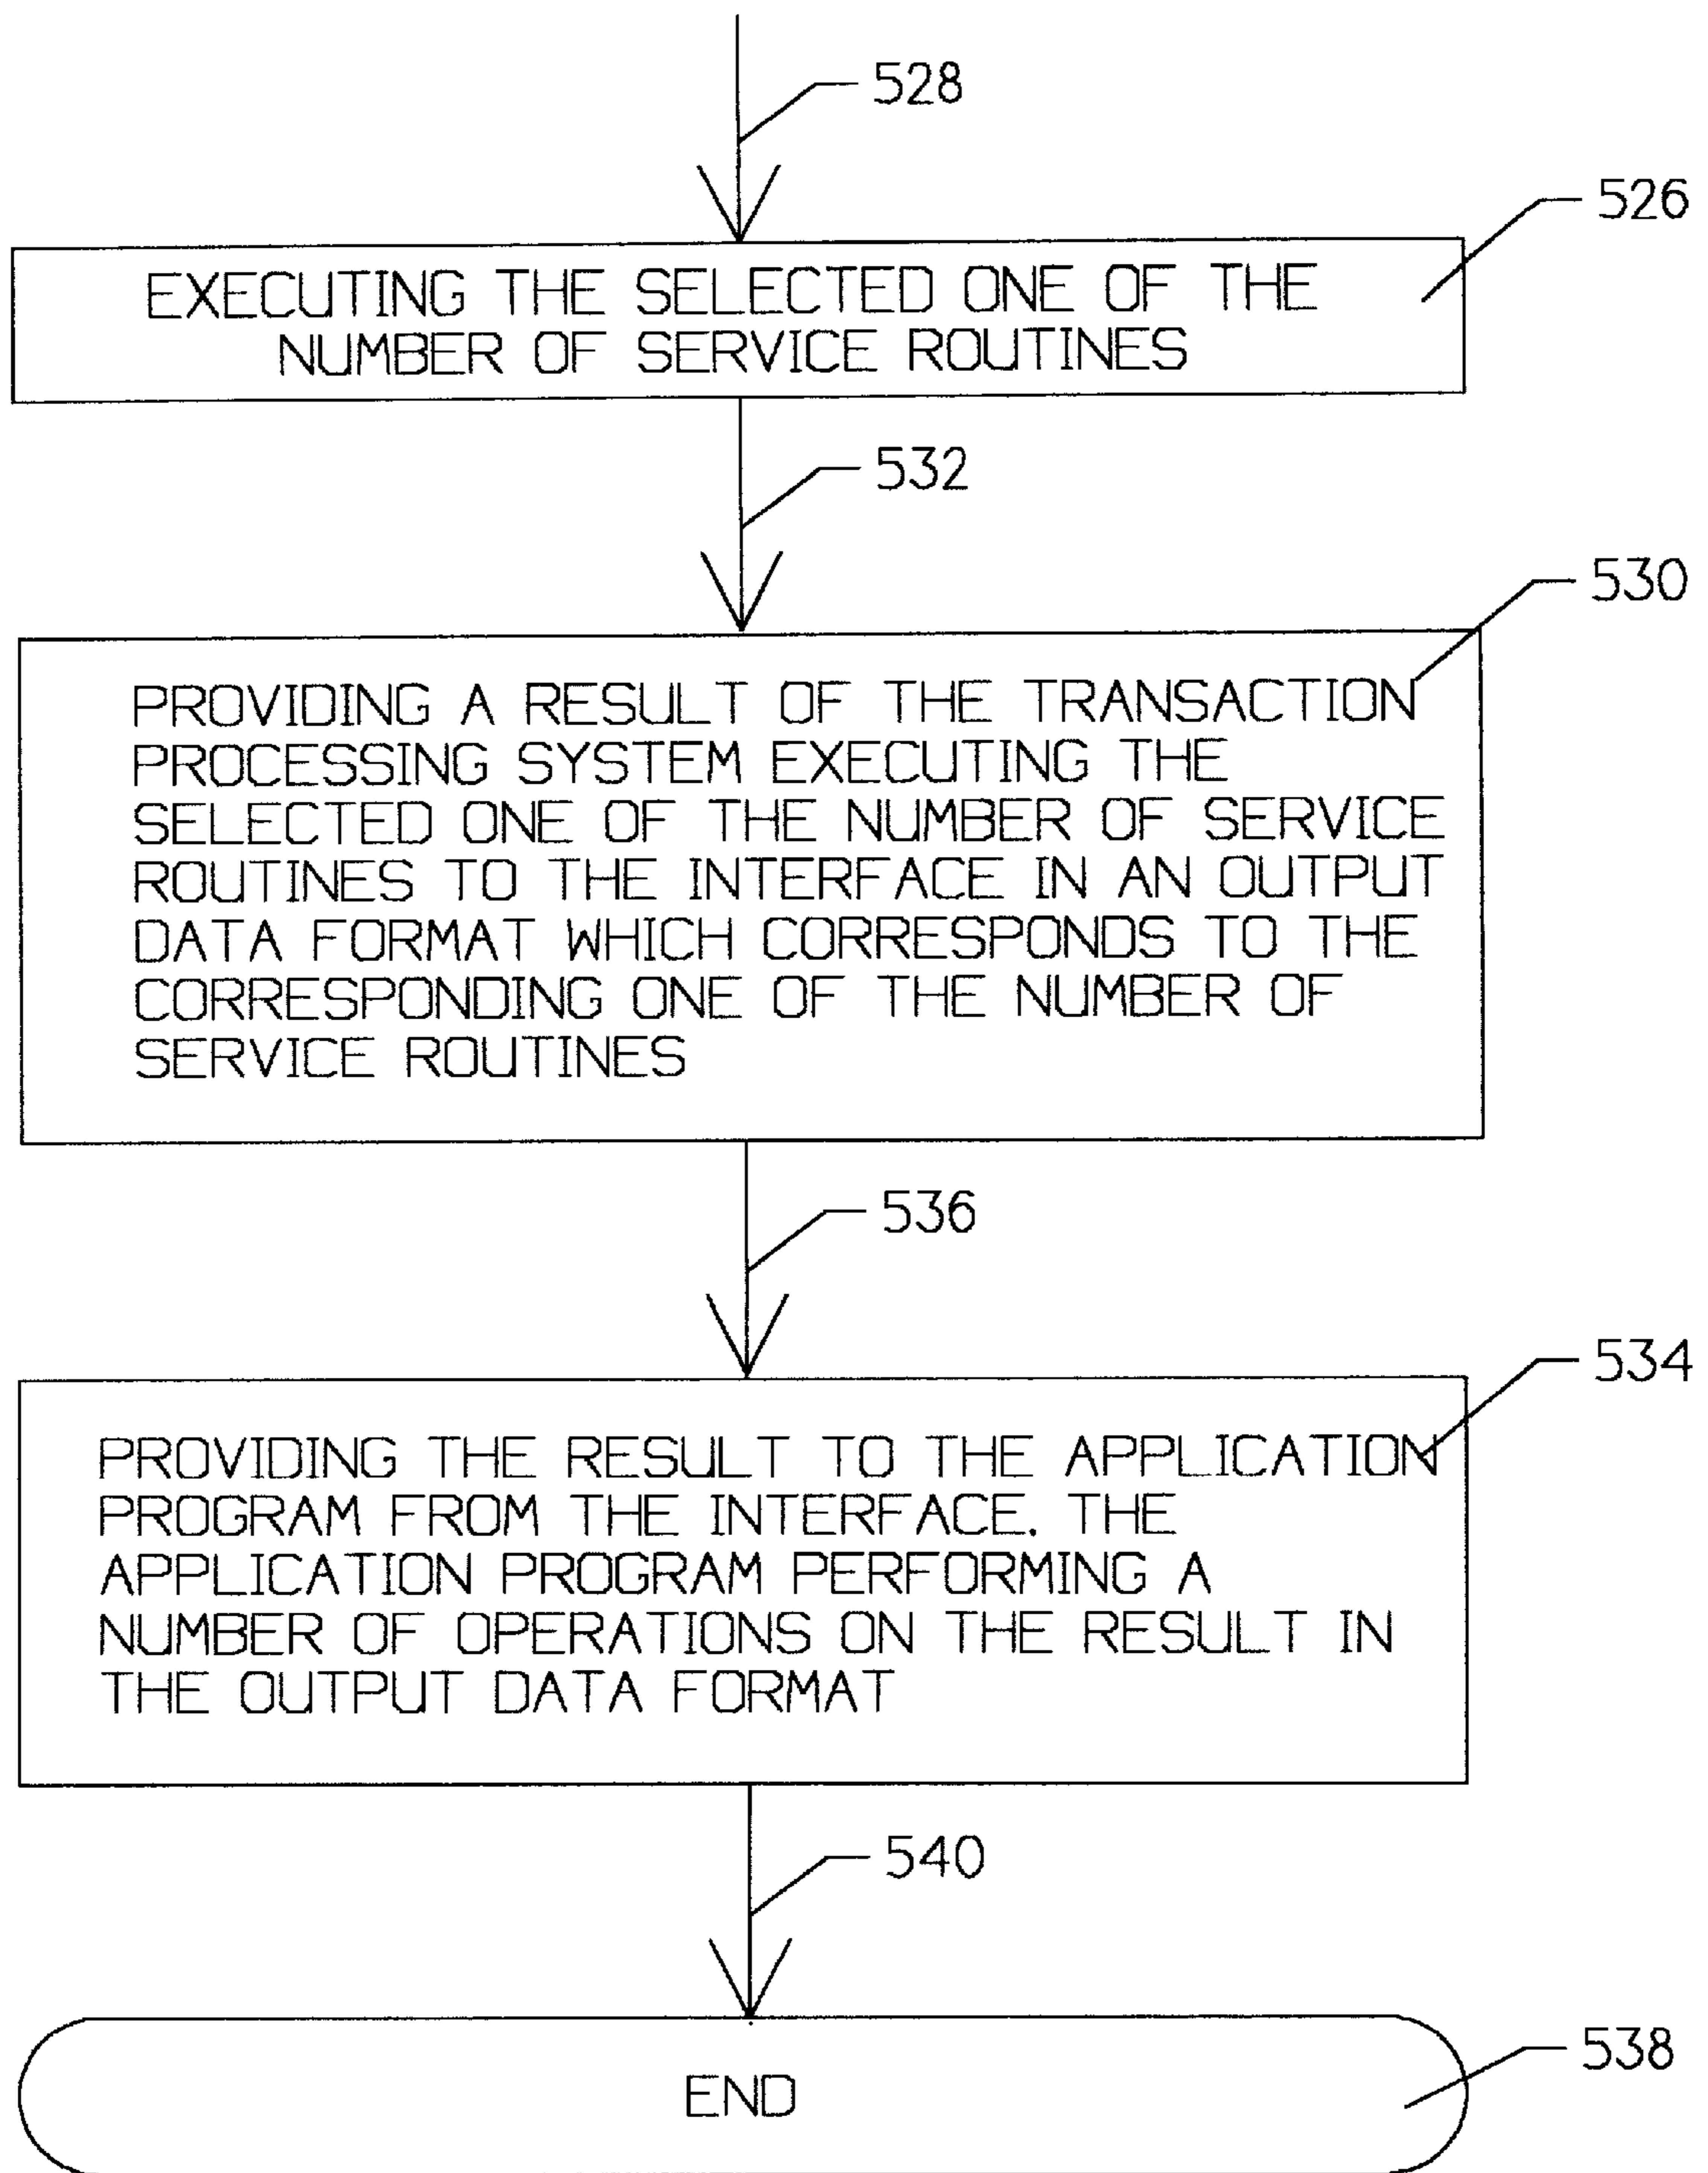 528
526
EXECUTING THE SELECTED ONE OF THE
NUMBER OF SERVICE ROUTINES
532
530
PROVIDING A RESULT OF THE TRANSACTION
PROCESSING SYSTEM EXECUTING THE
SELECTED ONE OF THE NUMBER OF SERVICE
ROUTINES TO THE INTERFACE IN AN OUTPUT
DATA FORMAT WHICH CORRESPONDS TO THE
CORRESPONDING ONE OF THE NUMBER OF
SERVICE ROUTINES
536
534
PROVIDING THE RESULT TO THE APPLICATION
PROGRAM FROM THE INTERFACE. THE
APPLICATION PROGRAM PERFORMING A
NUMBER OF OPERATIONS ON THE RESULT IN
THE OUTPUT DATA FORMAT
540
538
END